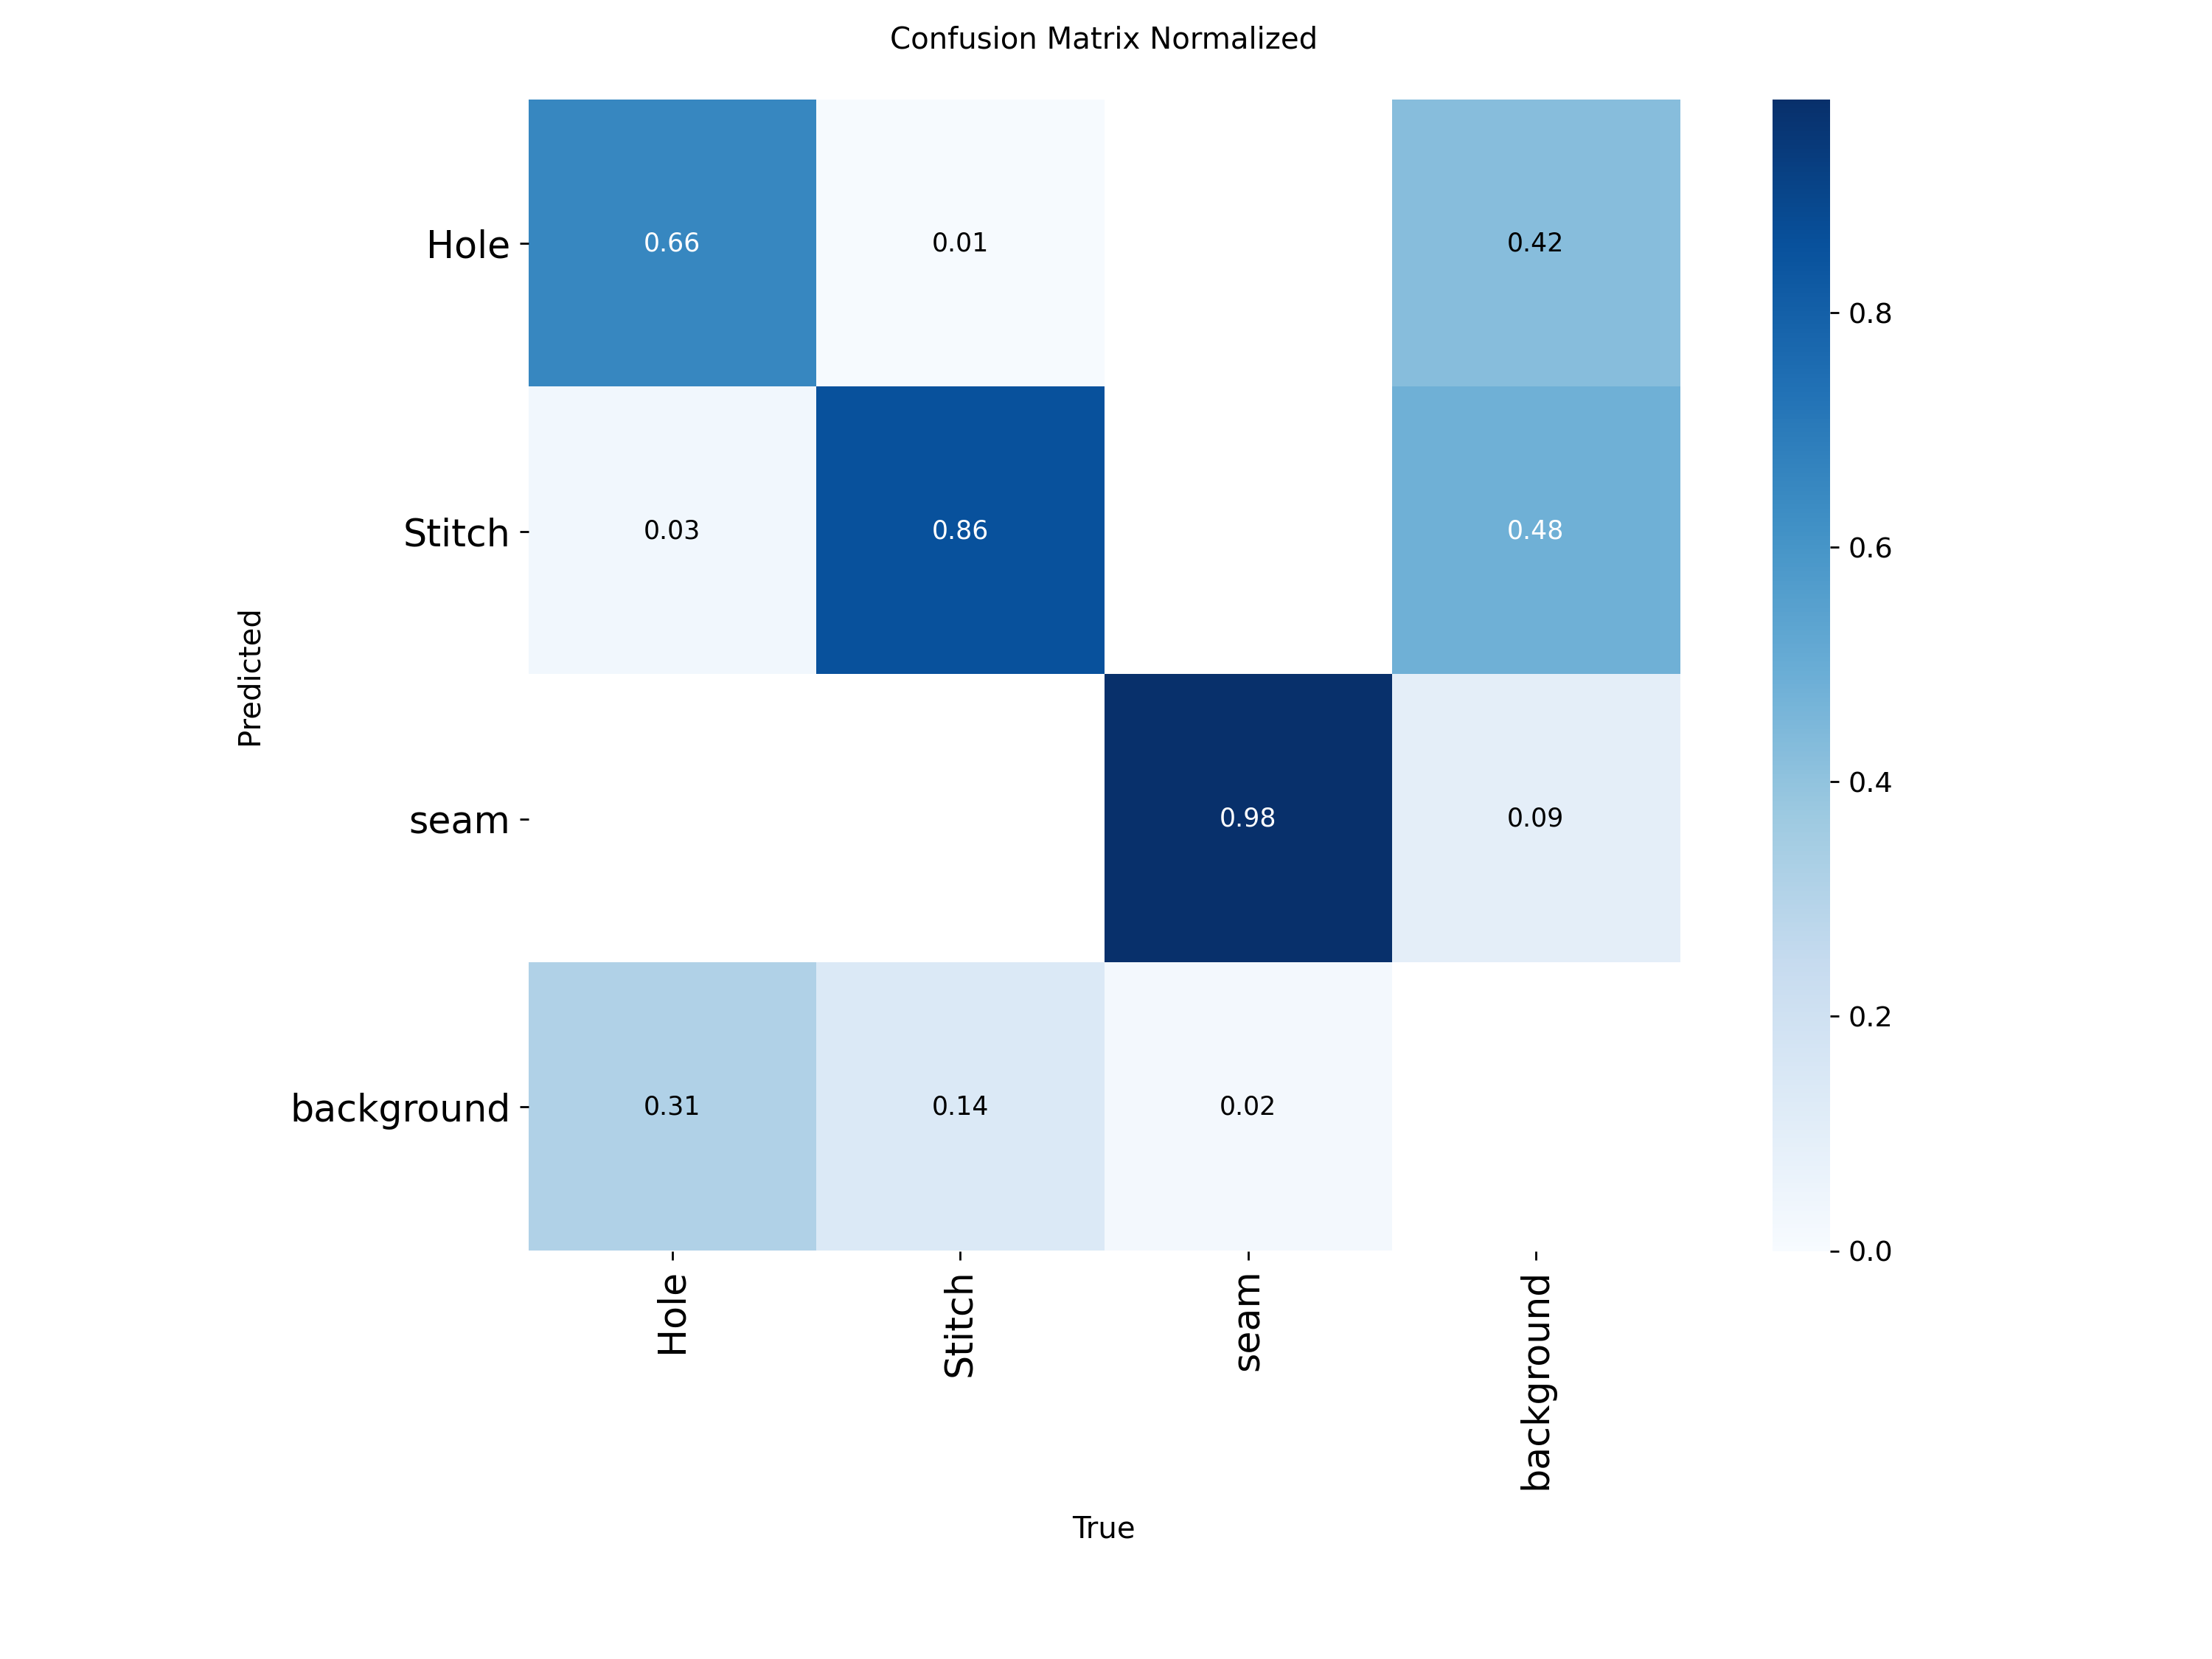 Confusion Matrix Normalized
Hole
0.66
0.01
0.42
Stitch
0.03
0.86
0.48
seam
0.98
0.09
background
0.31
0.14
0.02
Predicted
Hole
Stitch
seam
background
True
0.8
0.6
0.4
0.2
0.0